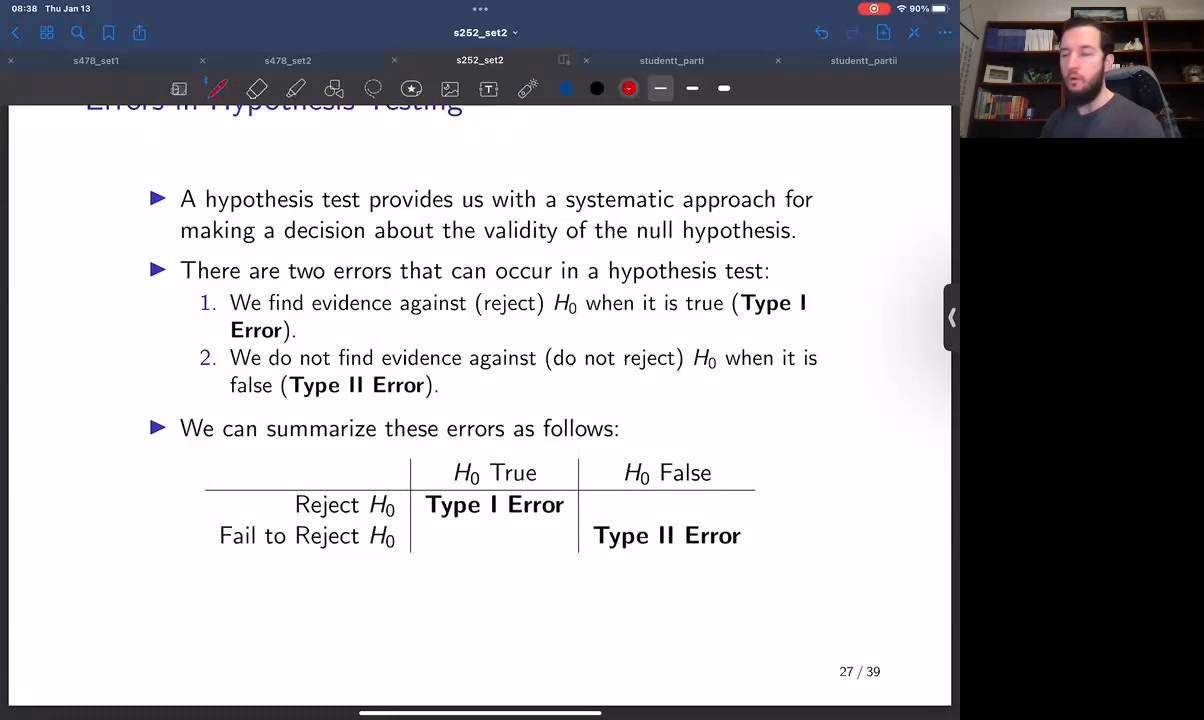 08:38 Thu Jan 13
90%
s252_set2
s478_set1
s478_set2
s252_set2
studentt_parti
studentt_partii
T
Errors in Hypothesis Testing
A hypothesis test provides us with a systematic approach for
making a decision about the validity of the null hypothesis.
There are two errors that can occur in a hypothesis test:
1. We find evidence against (reject) H₀ when it is true (Type I
Error).
2. We do not find evidence against (do not reject) H₀ when it is
false (Type II Error).
We can summarize these errors as follows:
H₀ True H₀ False
Reject H₀ Type I Error
Fail to Reject H₀ Type II Error
27 / 39